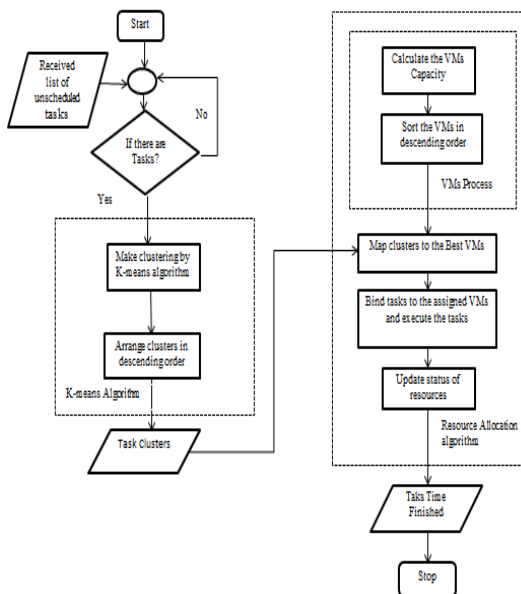 Start
Received
list of
unscheduled
tasks
No
If there are
Tasks?
Yes
Make clustering by
K-means algorithm
Arrange clusters in
descending order
K-means Algorithm
Task Clusters
Calculate the VMs
Capacity
Sort the VMs in
descending order
VMs Process
Map clusters to the Best VMs
Bind tasks to the assigned VMs
and execute the tasks
Update status of
resources
Resource Allocation
algorithm
Taks Time
Finished
Stop